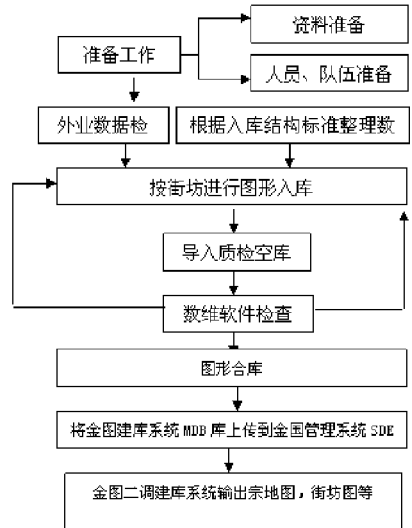 资料准备
准备工作
人员、队伍准备
外业数据检
根据入库结构标准整理数
按街坊进行图形入库
导入质检空库
数维软件检查
图形合库
将金图建库系统 MDB 库上传到金国管理系统 SDE
金图二调建库系统输出宗地图，街坊图等